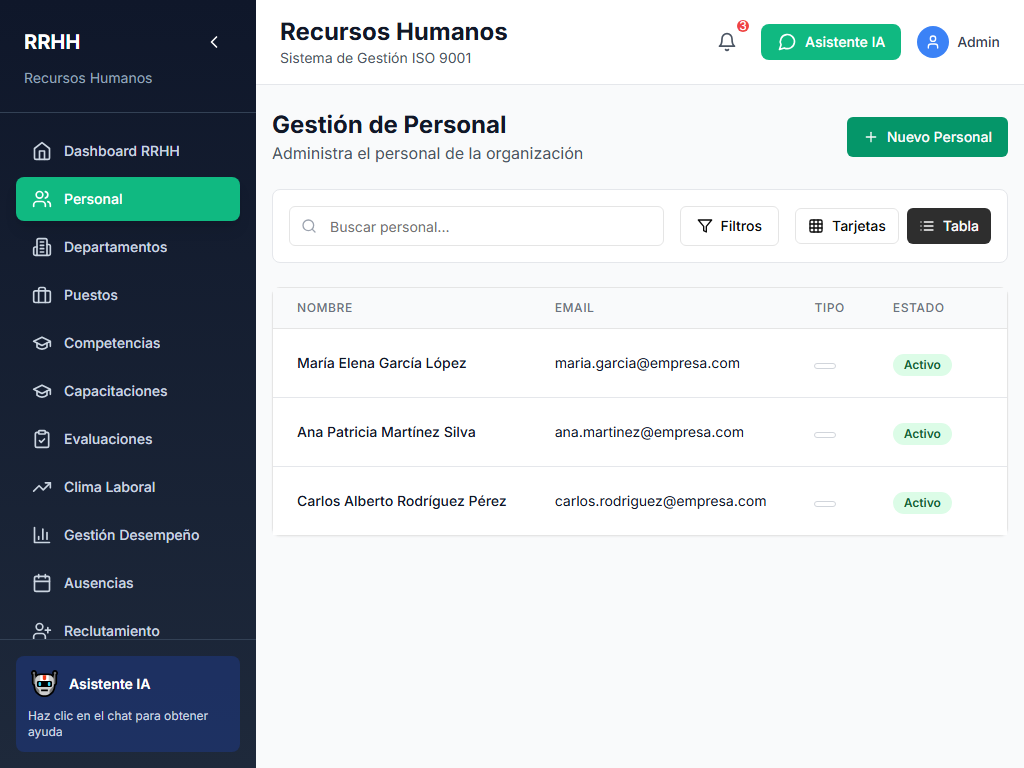 RRHH
Recursos Humanos
Dashboard RRHH
Personal
Departamentos
Puestos
Competencias
Capacitaciones
Evaluaciones
Clima Laboral
Gestión Desempeño
Ausencias
Reclutamiento
Asistente IA
Haz clic en el chat para obtener
ayuda
Recursos Humanos
Sistema de Gestión ISO 9001
3
Asistente IA
Admin
Gestión de Personal
Administra el personal de la organización
Nuevo Personal
Buscar personal...
Filtros
Tarjetas
Tabla
NOMBRE EMAIL TIPO ESTADO
María Elena García López maria.garcia@empresa.com Activo
Ana Patricia Martínez Silva ana.martinez@empresa.com Activo
Carlos Alberto Rodríguez Pérez carlos.rodriguez@empresa.com Activo